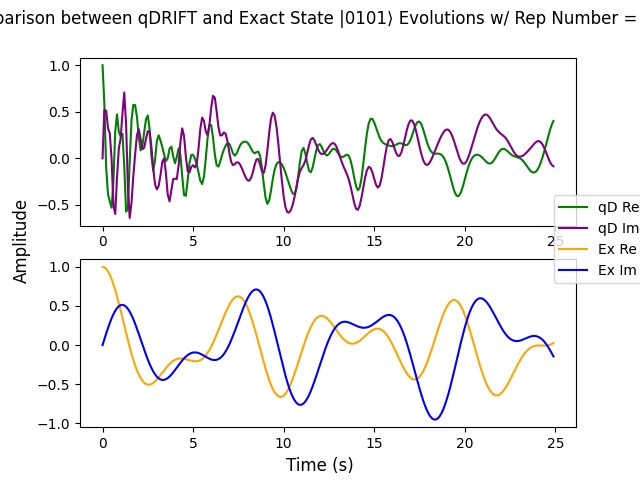 parison between qDRIFT and Exact State |0101⟩ Evolutions w/ Rep Number =
1.0
0.5
0.0
−0.5
0 5 10 15 20 25
qD Re
qD Im
Ex Re
Ex Im
Amplitude
1.0
0.5
0.0
−0.5
−1.0
0 5 10 15 20 25
Time (s)